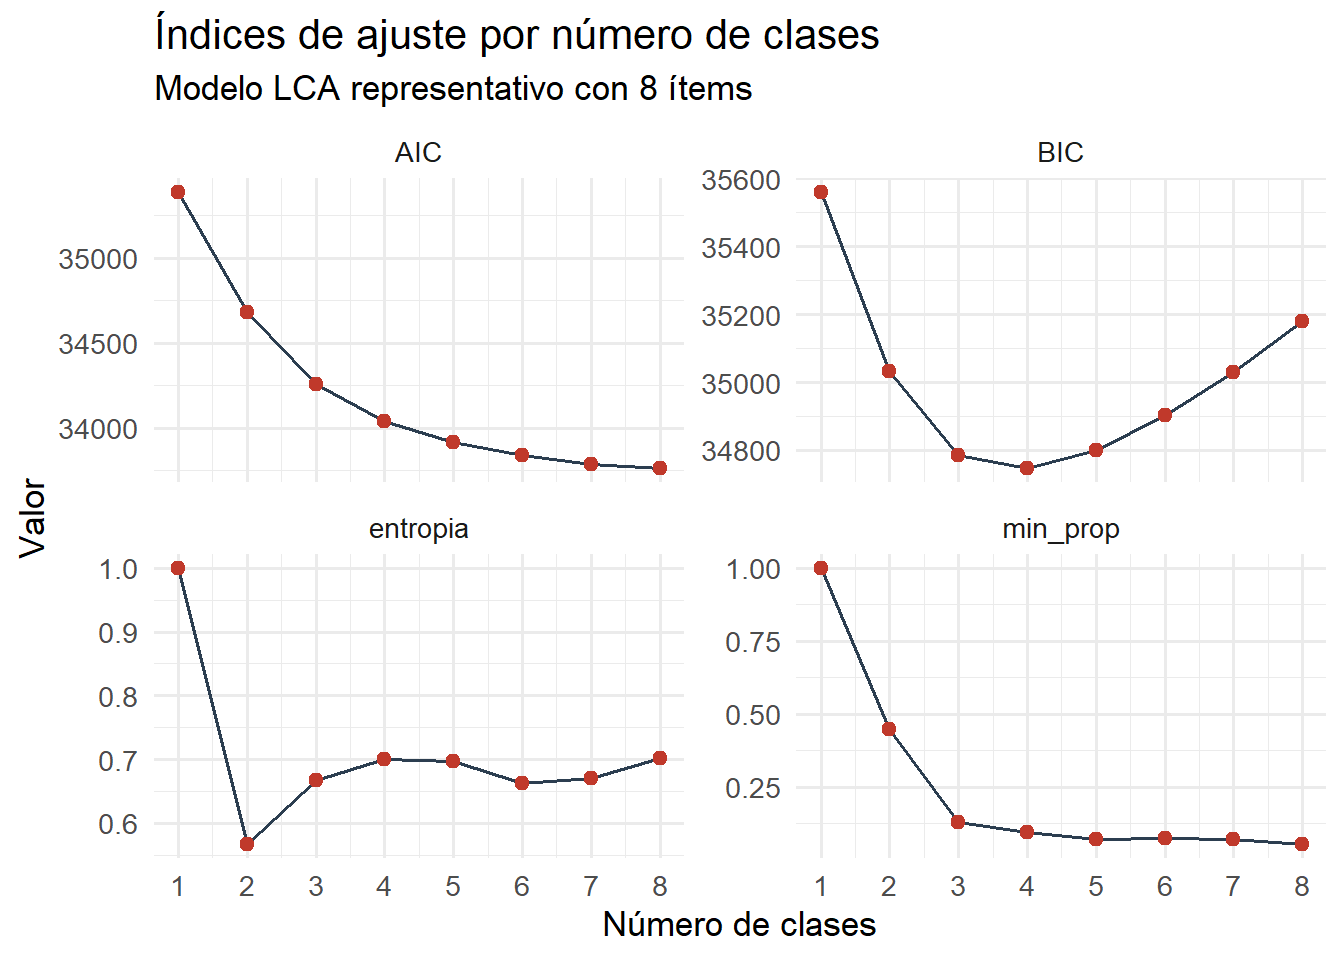 Índices de ajuste por número de clases
Modelo LCA representativo con 8 ítems
AIC
BIC
35000
34500
34000
35600
35400
35200
35000
34800
Valor
entropia
min_prop
1.0
0.9
0.8
0.7
0.6
1.00
0.75
0.50
0.25
1 2 3 4 5 6 7 8
1 2 3 4 5 6 7 8
Número de clases